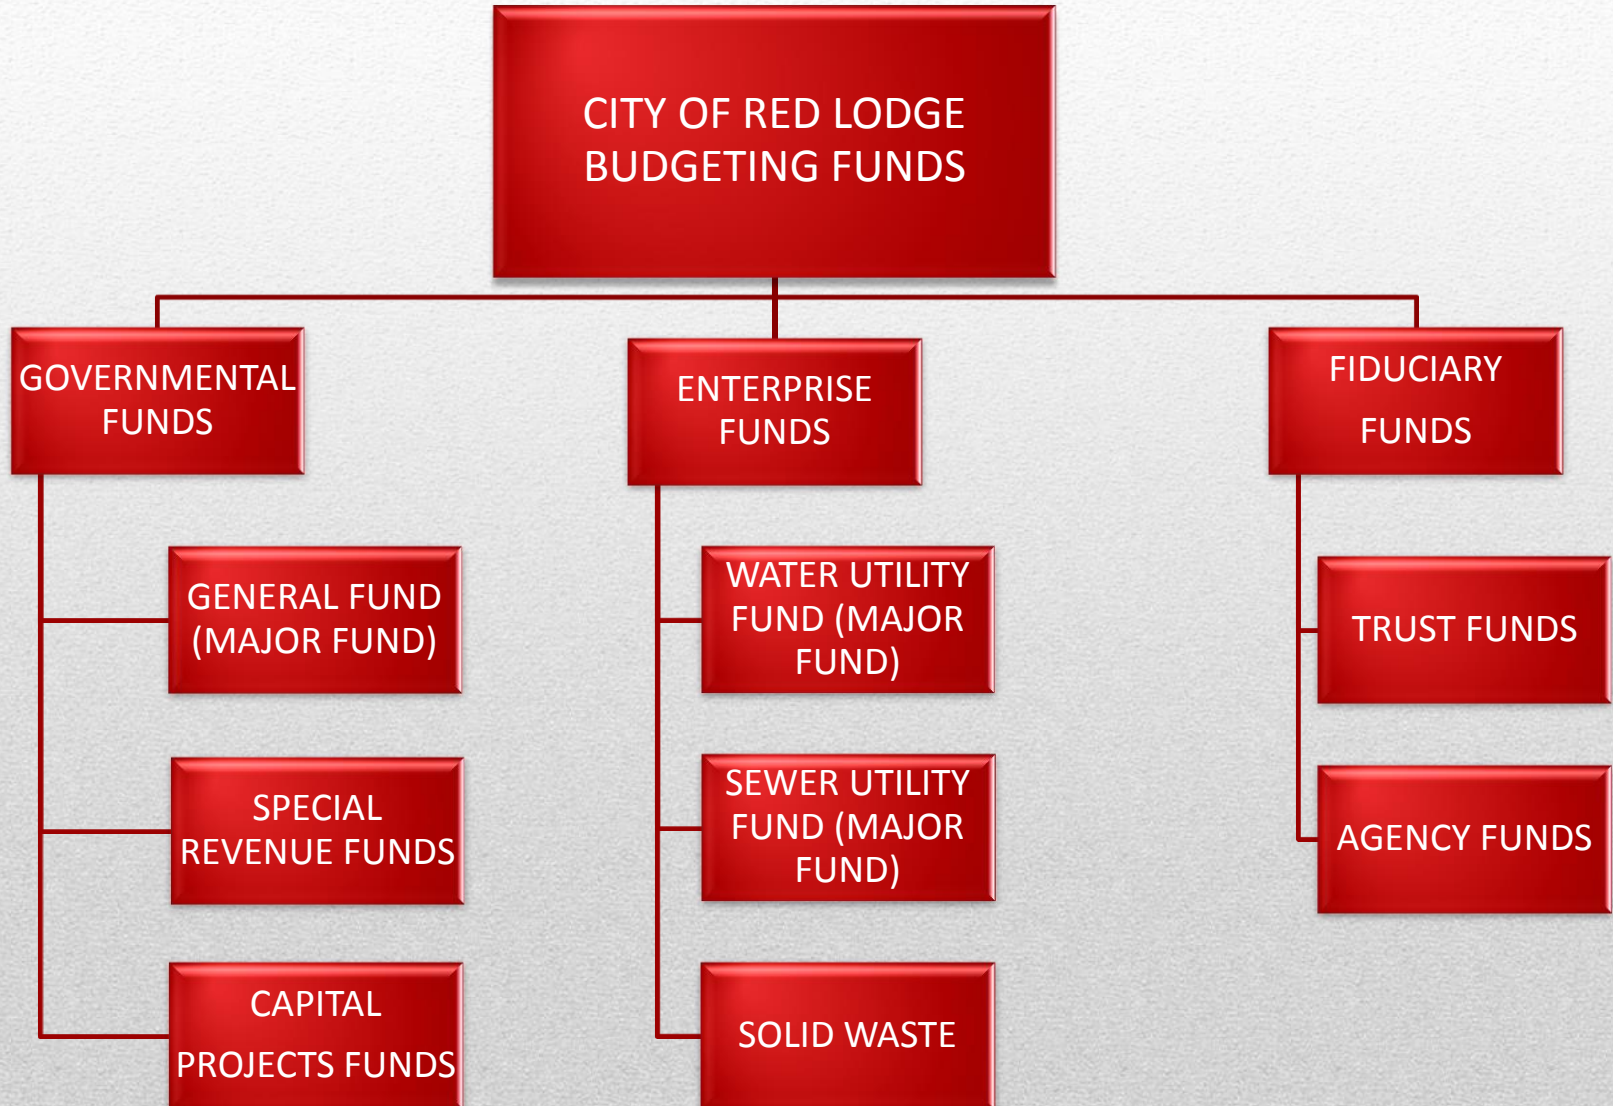 CITY OF RED LODGE
BUDGETING FUNDS
GOVERNMENTAL
FUNDS
GENERAL FUND
(MAJOR FUND)
SPECIAL
REVENUE FUNDS
CAPITAL
PROJECTS FUNDS
ENTERPRISE
FUNDS
WATER UTILITY
FUND (MAJOR
FUND)
SEWER UTILITY
FUND (MAJOR
FUND)
SOLID WASTE
FIDUCIARY
FUNDS
TRUST FUNDS
AGENCY FUNDS